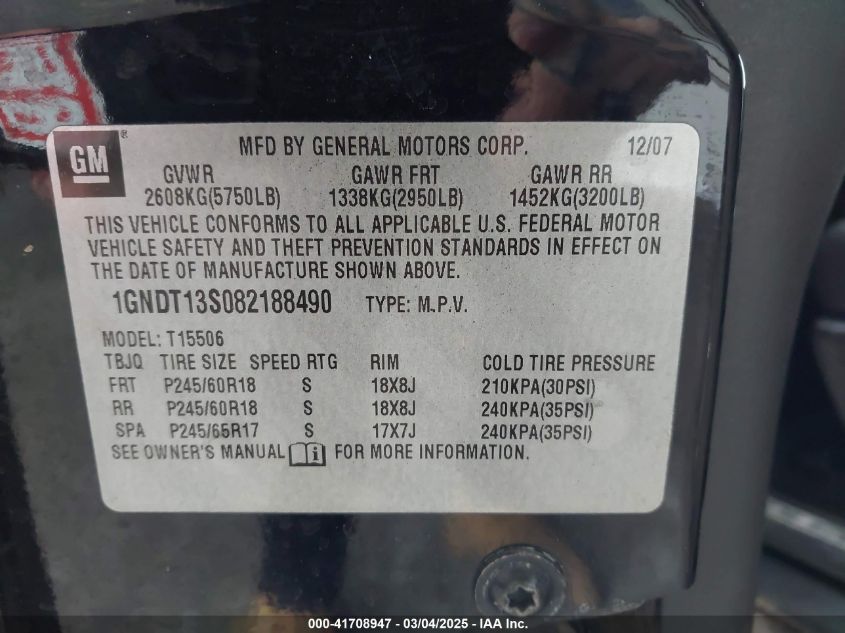 GM ® MFD BY GENERAL MOTORS CORP. 12/07
GVWR GAWR FRT GAWR RR
2608KG(5750LB) 1338KG(2950LB) 1452KG(3200LB)
THIS VEHICLE CONFORMS TO ALL APPLICABLE U.S. FEDERAL MOTOR
VEHICLE SAFETY AND THEFT PREVENTION STANDARDS IN EFFECT ON
THE DATE OF MANUFACTURE SHOWN ABOVE.
1GNDT13S082188490 TYPE: M.P.V.
MODEL: T15506
TBJQ TIRE SIZE SPEED RTG RIM COLD TIRE PRESSURE
FRT P245/60R18 S 18X8J 210KPA(30PSI)
RR P245/60R18 S 18X8J 240KPA(35PSI)
SPA P245/65R17 S 17X7J 240KPA(35PSI)
SEE OWNER'S MANUAL i FOR MORE INFORMATION.
000-41708947 — 03/04/2025 — IAA Inc.